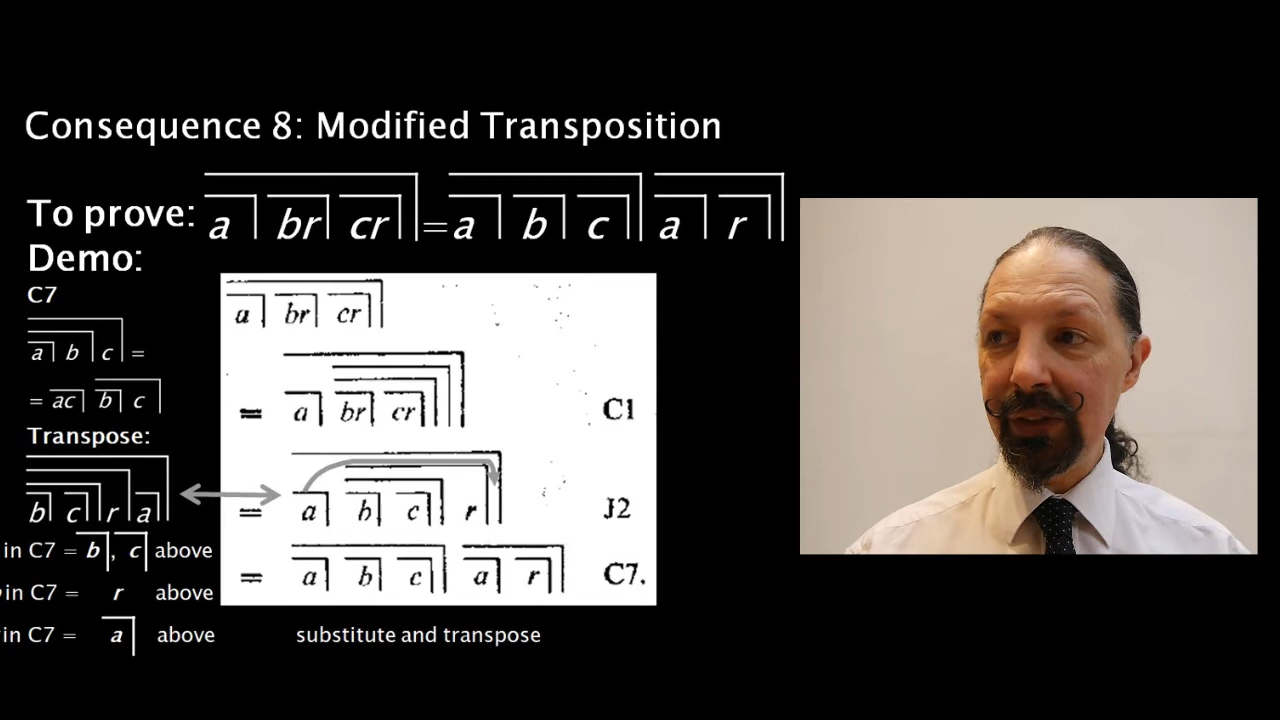 Consequence 8: Modified Transposition
To prove: a br cr = a b c a r
Demo:
C7
a b c =
= ac b c
Transpose:
b c r a
in C7 = b, c above
in C7 = r above
in C7 = a above
a br cr
= a br cr C1
= a b c r J2
= a b c a r C7.
substitute and transpose